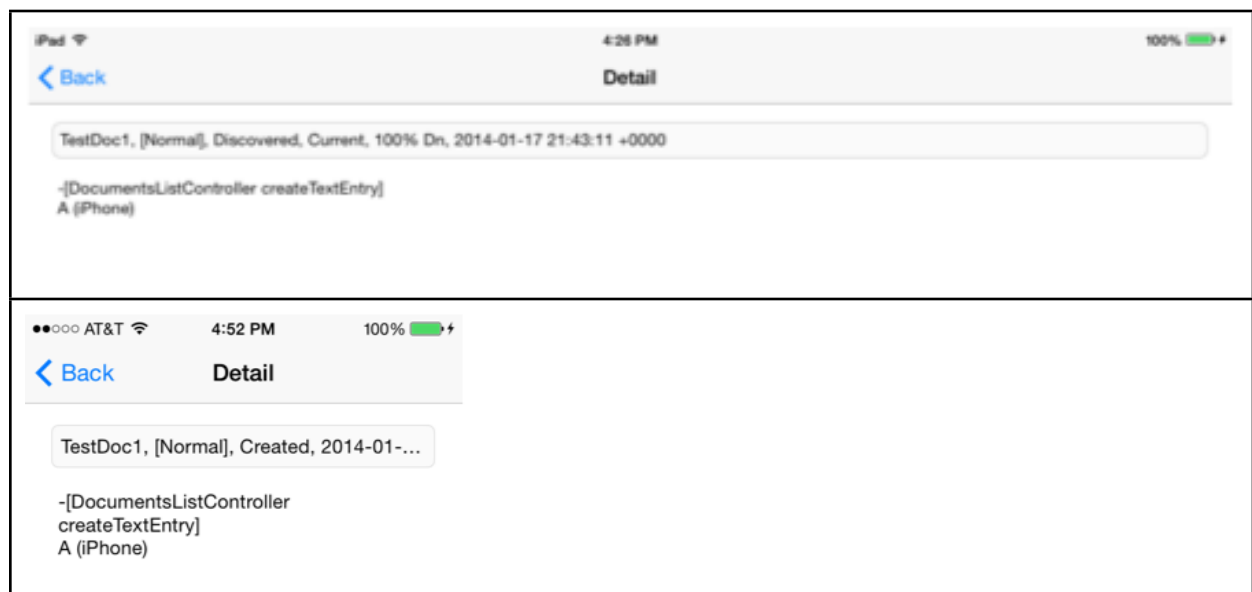 iPad 4:26 PM 100%
Back Detail
TestDoc1, [Normal], Discovered, Current, 100% Dn, 2014-01-17 21:43:11 +0000
-[DocumentsListController createTextEntry]
A (iPhone)
AT&T 4:52 PM 100%
Back Detail
TestDoc1, [Normal], Created, 2014-01-...
-[DocumentsListController
createTextEntry]
A (iPhone)